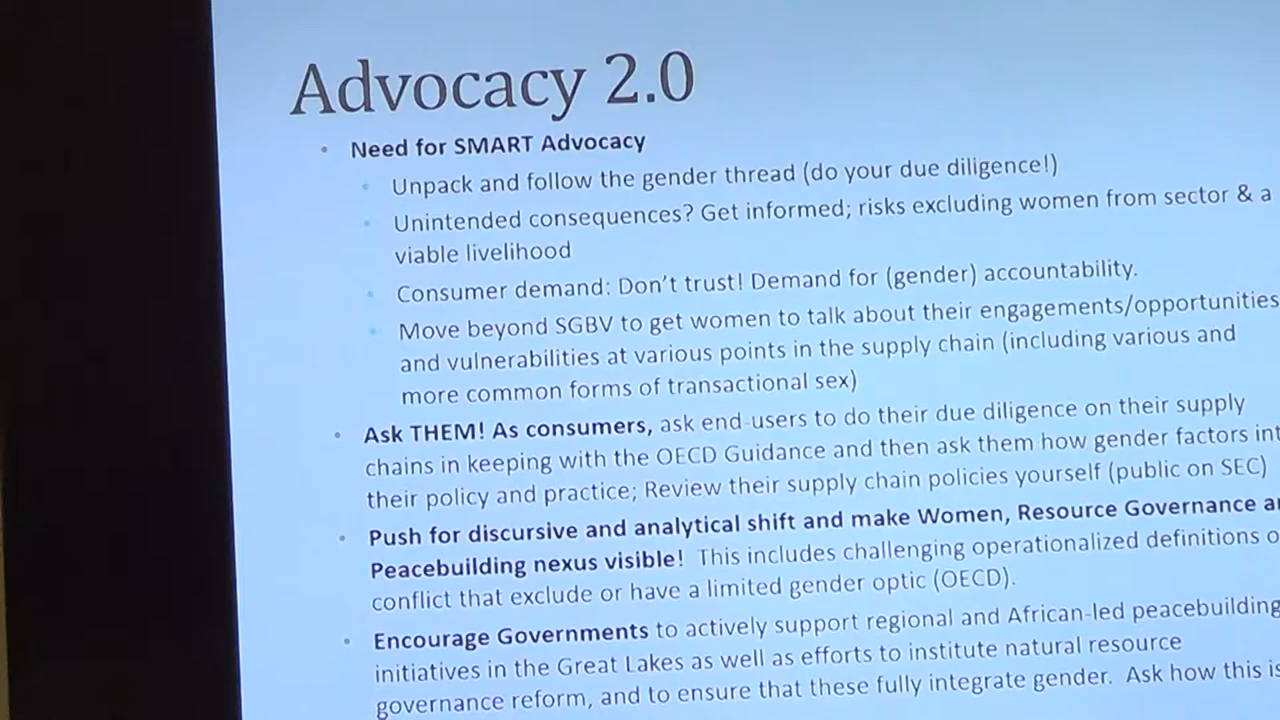 Advocacy 2.0
• Need for SMART Advocacy
• Unpack and follow the gender thread (do your due diligence!)
• Unintended consequences? Get informed; risks excluding women from sector & a
viable livelihood
• Consumer demand: Don't trust! Demand for (gender) accountability.
• Move beyond SGBV to get women to talk about their engagements/opportunities
and vulnerabilities at various points in the supply chain (including various and
more common forms of transactional sex)
• Ask THEM! As consumers, ask end-users to do their due diligence on their supply
chains in keeping with the OECD Guidance and then ask them how gender factors int
their policy and practice; Review their supply chain policies yourself (public on SEC)
• Push for discursive and analytical shift and make Women, Resource Governance a
Peacebuilding nexus visible! This includes challenging operationalized definitions o
conflict that exclude or have a limited gender optic (OECD).
• Encourage Governments to actively support regional and African-led peacebuilding
initiatives in the Great Lakes as well as efforts to institute natural resource
governance reform, and to ensure that these fully integrate gender. Ask how this is